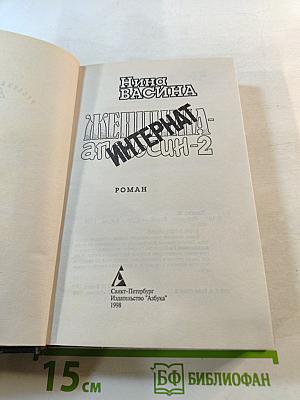 Нина
ВАСИНА
ЖЕНЩИНА-
апельсин-2
ИНТЕРНАТ
РОМАН
Санкт-Петербург
Издательство "Азбука"
1998
15 см
БФ БИБЛИОФАН